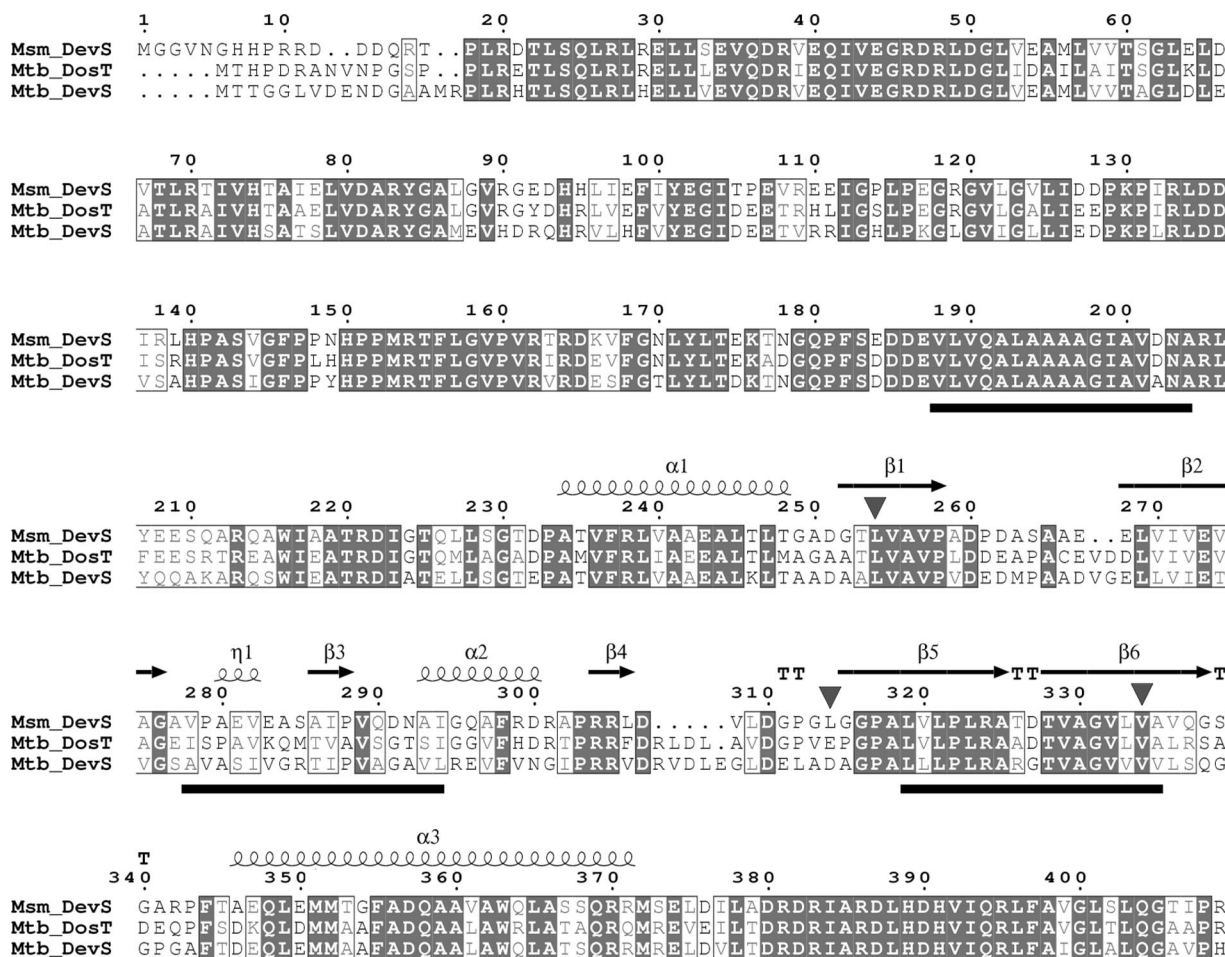 1 10 20 30 40 50 60
Msm_DevS MGGVNGHHPRRD..DDQRT..PLRDTLSQLRLRELLSEVQDRVEQIVEGRDRLDGLVEAMLVVTSGLELD
Mtb_DosT .....MTHPDRANVNPGSP..PLRETLSQLRLRELLLEVQDRIEQIVEGRDRLDGLIDAILAITSGLKLD
Mtb_DevS .....MTTGGLVDENDGAAMRPLRHTLSQLRLHELLVEVQDRVEQIVEGRDRLDGLVEAMLVVTAGLDLE
70 80 90 100 110 120 130
Msm_DevS VTLRTIVHTAIELVDARYGALGVRGEDHHLIEFIYEGITPEVREEIGPLPEGRGVLGVLIDDPKPIRLDD
Mtb_DosT ATLRAIVHTAAELVDARYGALGVRGYDHRLVEFVYEGIDEETRHLIGSLPEGRGVLGALIEEPKPIRLDD
Mtb_DevS ATLRAIVHSATSLVDARYGAMEVHDRQHRVLHFVYEGIDEETVRRIGHLPKGLGVIGLLIEDPKPLRLDD
140 150 160 170 180 190 200
Msm_DevS IRLHPASVGFPPNHPPMRTFLGVPVRIRDKVFGNLYLTEKTNGQPFSEDDEVLVQALAAAAGIAVDNARL
Mtb_DosT ISRHPASVGFPLHHPPMRTFLGVPVRIRDEVFGNLYLTEKADGQPFSDDDEVLVQALAAAAGIAVDNARL
Mtb_DevS VSAHPASIGFPPYHPPMRTFLGVPVRVRDESFGTLYLTDKTNGQPFSDDDEVLVQALAAAAGIAVANARL
α1 β1 β2
210 220 230 240 250 260 270
Msm_DevS YEESQARQAWIAATRDIGTQLLSGTDPATVFRLVAAEALTLTGADGTLVAVPADPDASAAE..ELVIVEV
Mtb_DosT FEESRTREAWIEATRDIGTQMLAGADPAMVFRLIAEEALTLMAGAATLVAVPLDDEAPACEVDDLVIVEV
Mtb_DevS YQQAKARQSWIEATRDIATELLSGTEPATVFRLVAAEALKLTAADAALVAVPVDEDMPAADVGELLVIET
η1 β3 α2 β4 TT β5 TT β6 T
280 290 300 310 320 330
Msm_DevS AGAVPAEVEASAIPVQDNAIGQAFRDRAPRRLD.....VLDGPGLGGPALVLPLRATDTVAGVLVAVQGS
Mtb_DosT AGEISPAVKQMTVAVSGTSIGGVFHDRTPRRFDRLDL.AVDGPVEPGPALVLPLRAADTVAGVLVALRSA
Mtb_DevS VGSAVASIVGRTIPVAGAVLREVFVNGIPRRVDRVDLEGLDELADAGPALLLPLRARGTVAGVVVVLSQG
T α3
340 350 360 370 380 390 400
Msm_DevS GARPFTAEQLEMMTGFADQAAVAWQLASSQRRMSELDILADRDRIARDLHDHVIQRLFAVGLSLQGTIPR
Mtb_DosT DEQPFSDKQLDMMAAFADQAALAWRLATAQRQMREVEILTDRDRIARDLHDHVIQRLFAVGLTLQGAAPR
Mtb_DevS GPGAFTDEQLEMMAAFADQAALAWRLATAQRRMRELDVLTDRDRIARDLHDHVIQRLFAIGLALQGAVPH